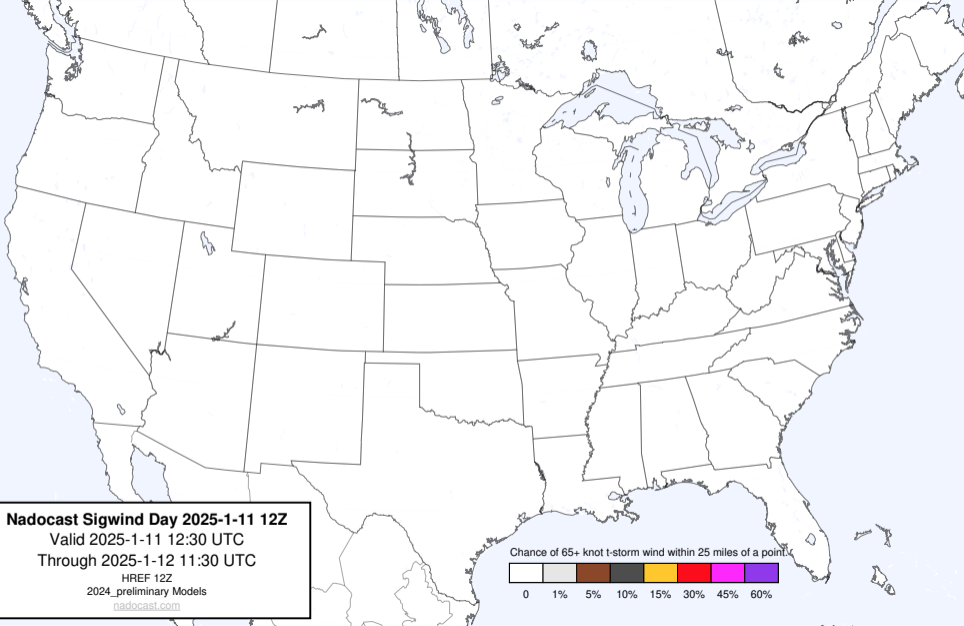 Nadocast Sigwind Day 2025-1-11 12Z
Valid 2025-1-11 12:30 UTC
Through 2025-1-12 11:30 UTC
HREF 12Z
2024_preliminary Models
nadocast.com
Chance of 65+ knot t-storm wind within 25 miles of a point.
0 1% 5% 10% 15% 30% 45% 60%